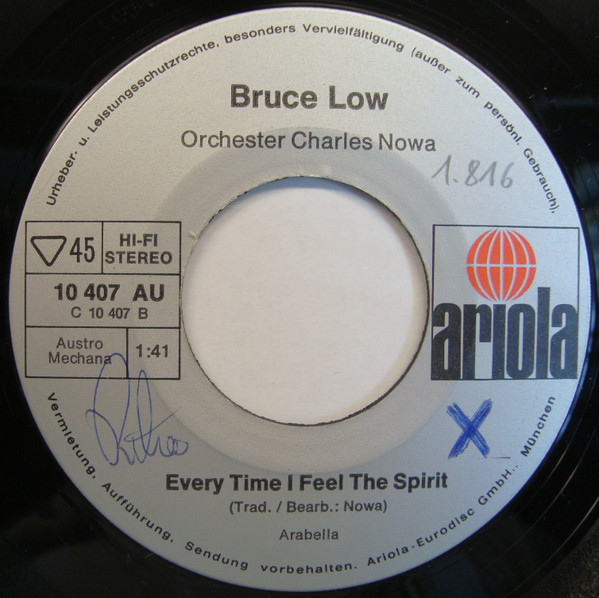 Urheber- u. Leistungsschutzrechte, besonders Vervielfältigung (außer zum persönl. Gebrauch),
Bruce Low
Orchester Charles Nowa
1.816
45
HI-FI
STEREO
10 407 AU
C 10 407 B
Austro
Mechana
1:41
ariola
X
Every Time I Feel The Spirit
(Trad. / Bearb.: Nowa)
Arabella
Vermietung, Aufführung, Sendung vorbehalten. Ariola-Eurodisc GmbH., München